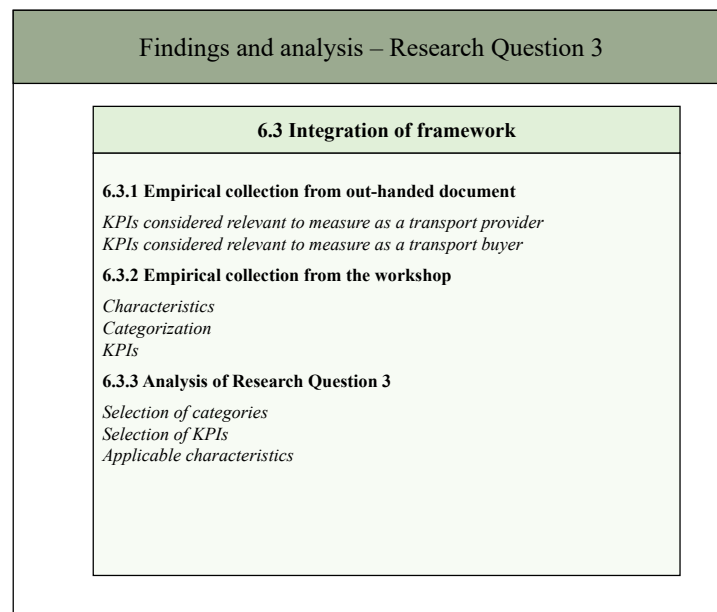 Findings and analysis – Research Question 3
6.3 Integration of framework
6.3.1 Empirical collection from out-handed document
KPIs considered relevant to measure as a transport provider
KPIs considered relevant to measure as a transport buyer
6.3.2 Empirical collection from the workshop
Characteristics
Categorization
KPIs
6.3.3 Analysis of Research Question 3
Selection of categories
Selection of KPIs
Applicable characteristics